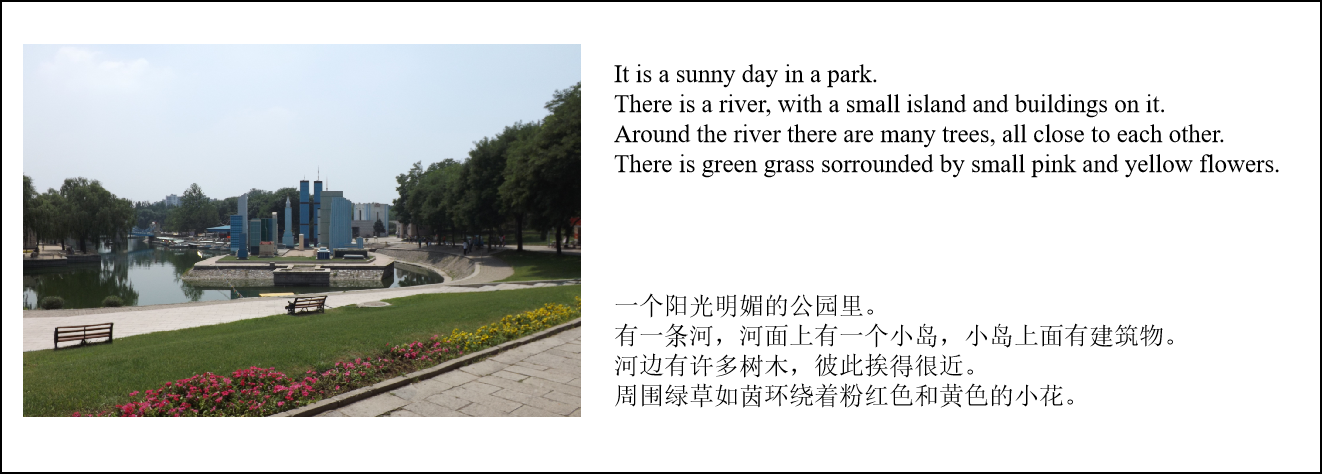 It is a sunny day in a park.
There is a river, with a small island and buildings on it.
Around the river there are many trees, all close to each other.
There is green grass sorrounded by small pink and yellow flowers.
一个阳光明媚的公园里。
有一条河，河面上有一个小岛，小岛上面有建筑物。
河边有许多树木，彼此挨得很近。
周围绿草如茵环绕着粉红色和黄色的小花。